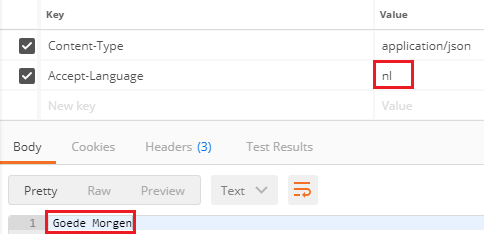 Key Value
Content-Type application/json
Accept-Language nl
New key Value
Body Cookies Headers (3) Test Results
Pretty Raw Preview Text
1 Goede Morgen